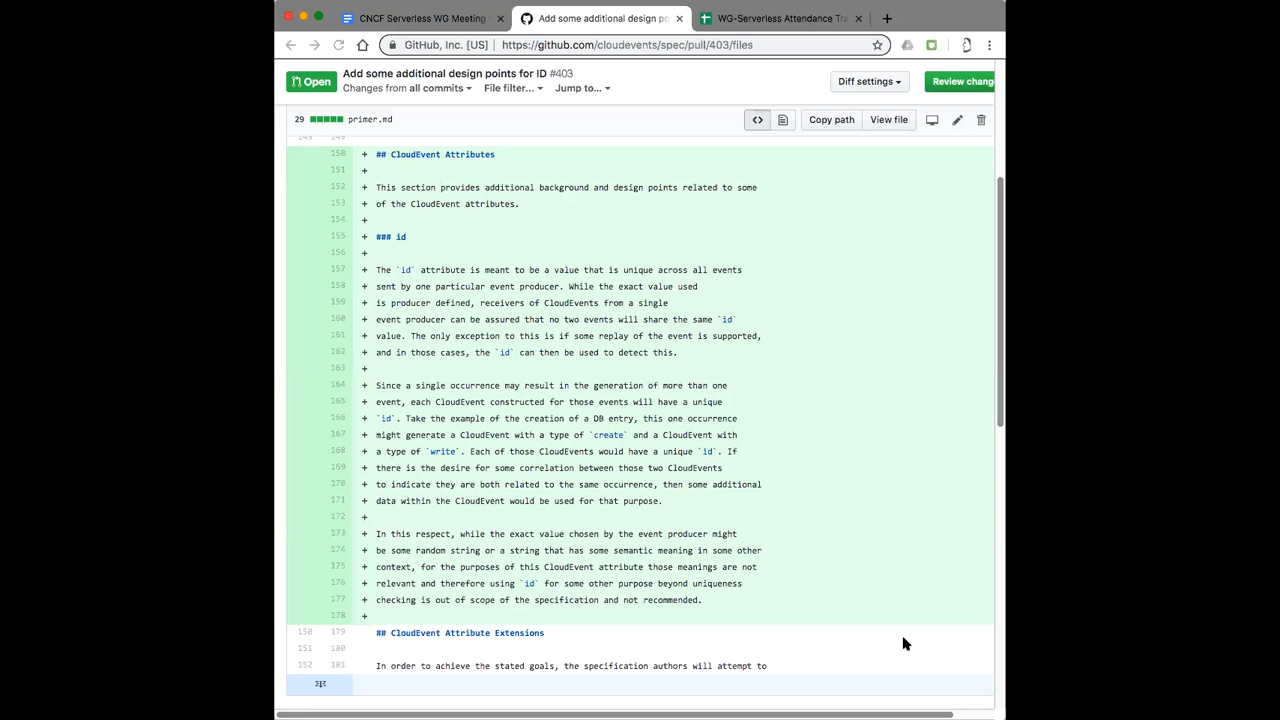 CNCF Serverless WG Meeting
Add some additional design po
WG-Serverless Attendance Tra
GitHub, Inc. [US] https://github.com/cloudevents/spec/pull/403/files
Open
Add some additional design points for ID #403
Changes from all commits File filter... Jump to...
Diff settings
Review chang
29 primer.md
Copy path
View file
149 149
150 + ## CloudEvent Attributes
151 +
152 + This section provides additional background and design points related to some
153 + of the CloudEvent attributes.
154 +
155 + ### id
156 +
157 + The `id` attribute is meant to be a value that is unique across all events
158 + sent by one particular event producer. While the exact value used
159 + is producer defined, receivers of CloudEvents from a single
160 + event producer can be assured that no two events will share the same `id`
161 + value. The only exception to this is if some replay of the event is supported,
162 + and in those cases, the `id` can then be used to detect this.
163 +
164 + Since a single occurrence may result in the generation of more than one
165 + event, each CloudEvent constructed for those events will have a unique
166 + `id`. Take the example of the creation of a DB entry, this one occurrence
167 + might generate a CloudEvent with a type of `create` and a CloudEvent with
168 + a type of `write`. Each of those CloudEvents would have a unique `id`. If
169 + there is the desire for some correlation between those two CloudEvents
170 + to indicate they are both related to the same occurrence, then some additional
171 + data within the CloudEvent would be used for that purpose.
172 +
173 + In this respect, while the exact value chosen by the event producer might
174 + be some random string or a string that has some semantic meaning in some other
175 + context, for the purposes of this CloudEvent attribute those meanings are not
176 + relevant and therefore using `id` for some other purpose beyond uniqueness
177 + checking is out of scope of the specification and not recommended.
178 +
150 179 ## CloudEvent Attribute Extensions
151 180
152 181 In order to achieve the stated goals, the specification authors will attempt to